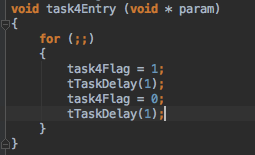 void task4Entry (void * param)
{
    for (;;)
    {
        task4Flag = 1;
        tTaskDelay(1);
        task4Flag = 0;
        tTaskDelay(1);
    }
}